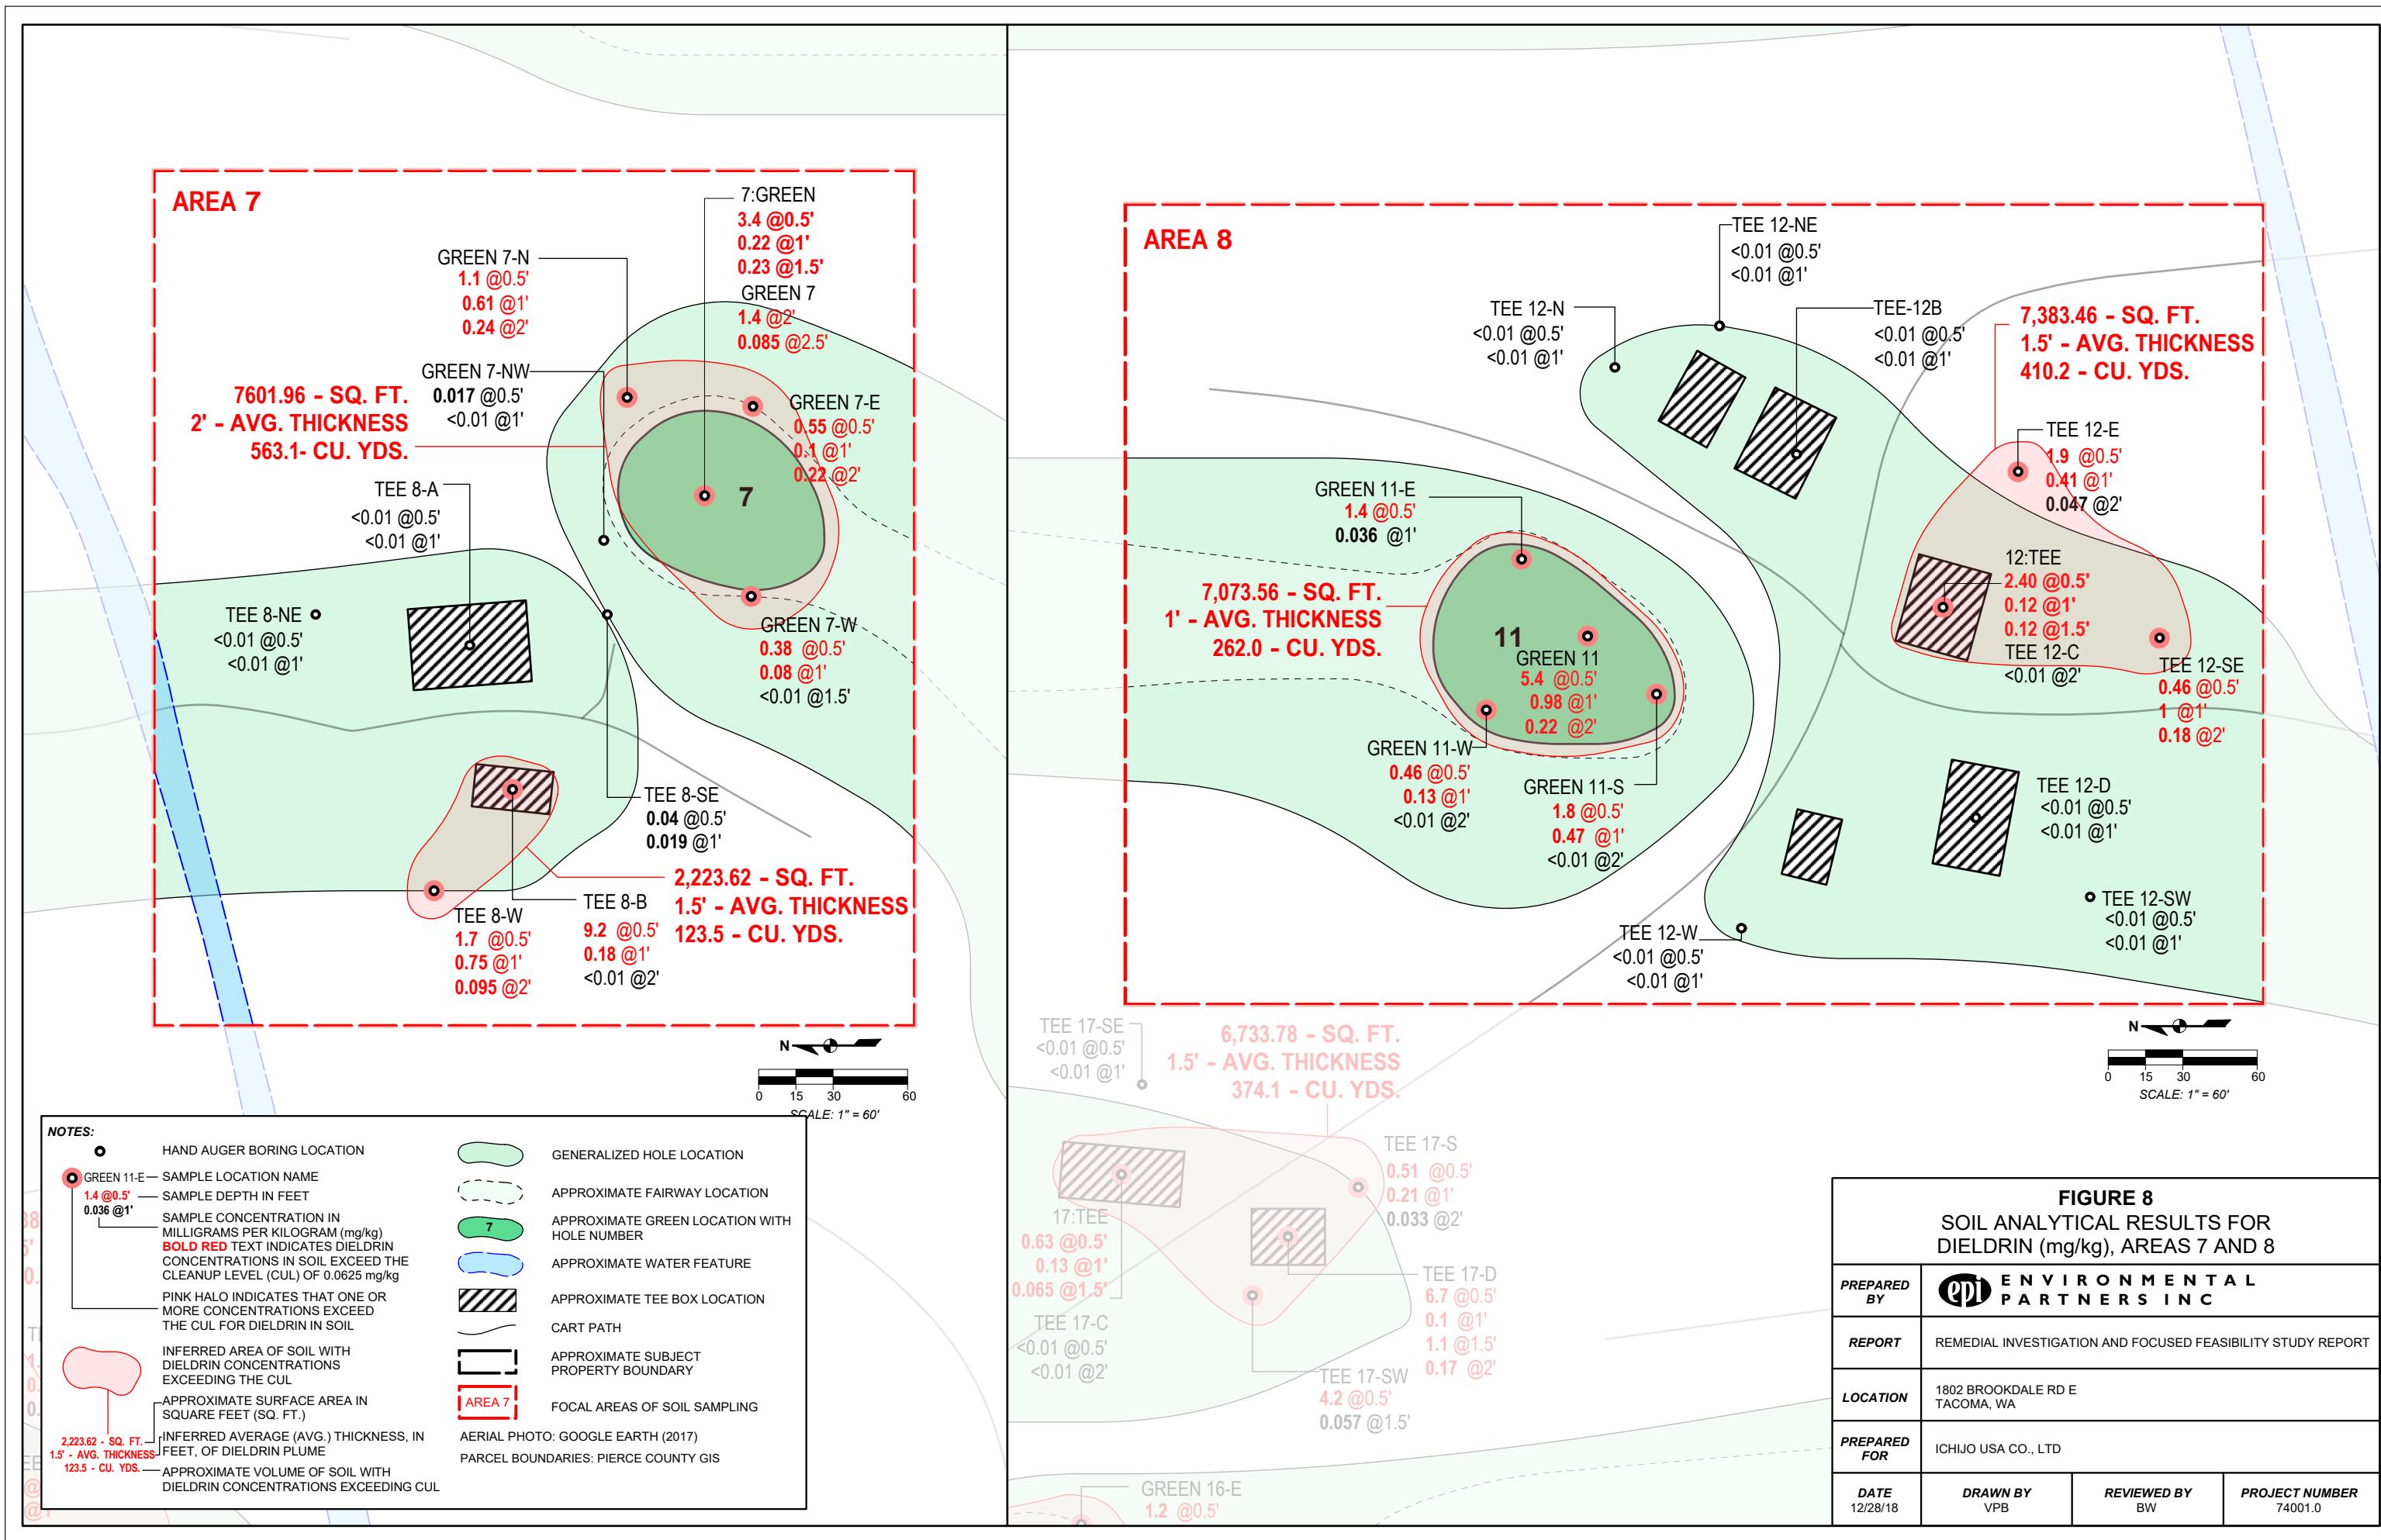 AREA 7
7:GREEN
3.4 @0.5'
0.22 @1'
0.23 @1.5'
GREEN 7
1.4 @2'
0.085 @2.5'
GREEN 7-N
1.1 @0.5'
0.61 @1'
0.24 @2'
GREEN 7-NW
0.017 @0.5'
<0.01 @1'
7601.96 - SQ. FT.
2' - AVG. THICKNESS
563.1- CU. YDS.
GREEN 7-E
0.55 @0.5'
0.1 @1'
0.22 @2'
7
TEE 8-A
<0.01 @0.5'
<0.01 @1'
TEE 8-NE
<0.01 @0.5'
<0.01 @1'
GREEN 7-W
0.38 @0.5'
0.08 @1'
<0.01 @1.5'
TEE 8-SE
0.04 @0.5'
0.019 @1'
2,223.62 - SQ. FT.
1.5' - AVG. THICKNESS
123.5 - CU. YDS.
TEE 8-W
1.7 @0.5'
0.75 @1'
0.095 @2'
TEE 8-B
9.2 @0.5'
0.18 @1'
<0.01 @2'
N
0 15 30 60
SCALE: 1" = 60'
AREA 8
TEE 12-NE
<0.01 @0.5'
<0.01 @1'
TEE 12-N
<0.01 @0.5'
<0.01 @1'
TEE-12B
<0.01 @0.5'
<0.01 @1'
7,383.46 - SQ. FT.
1.5' - AVG. THICKNESS
410.2 - CU. YDS.
TEE 12-E
1.9 @0.5'
0.41 @1'
0.047 @2'
GREEN 11-E
1.4 @0.5'
0.036 @1'
7,073.56 - SQ. FT.
1' - AVG. THICKNESS
262.0 - CU. YDS.
11
GREEN 11
5.4 @0.5'
0.98 @1'
0.22 @2'
12:TEE
2.40 @0.5'
0.12 @1'
0.12 @1.5'
TEE 12-C
<0.01 @2'
TEE 12-SE
0.46 @0.5'
1 @1'
0.18 @2'
GREEN 11-W
0.46 @0.5'
0.13 @1'
<0.01 @2'
GREEN 11-S
1.8 @0.5'
0.47 @1'
<0.01 @2'
TEE 12-D
<0.01 @0.5'
<0.01 @1'
TEE 12-SW
<0.01 @0.5'
<0.01 @1'
TEE 12-W
<0.01 @0.5'
<0.01 @1'
N
0 15 30 60
SCALE: 1" = 60'
TEE 17-SE
<0.01 @0.5'
<0.01 @1'
6,733.78 - SQ. FT.
1.5' - AVG. THICKNESS
374.1 - CU. YDS.
TEE 17-S
0.51 @0.5'
0.21 @1'
0.033 @2'
17:TEE
0.63 @0.5'
0.13 @1'
0.065 @1.5'
TEE 17-C
<0.01 @0.5'
<0.01 @2'
TEE 17-D
6.7 @0.5'
0.1 @1'
1.1 @1.5'
0.17 @2'
TEE 17-SW
4.2 @0.5'
0.057 @1.5'
GREEN 16-E
1.2 @0.5'
NOTES:
HAND AUGER BORING LOCATION
GREEN 11-E
SAMPLE LOCATION NAME
1.4 @0.5'
SAMPLE DEPTH IN FEET
0.036 @1'
SAMPLE CONCENTRATION IN
MILLIGRAMS PER KILOGRAM (mg/kg)
BOLD RED TEXT INDICATES DIELDRIN
CONCENTRATIONS IN SOIL EXCEED THE
CLEANUP LEVEL (CUL) OF 0.0625 mg/kg
PINK HALO INDICATES THAT ONE OR
MORE CONCENTRATIONS EXCEED
THE CUL FOR DIELDRIN IN SOIL
INFERRED AREA OF SOIL WITH
DIELDRIN CONCENTRATIONS
EXCEEDING THE CUL
APPROXIMATE SURFACE AREA IN
SQUARE FEET (SQ. FT.)
2,223.62 - SQ. FT.
1.5' - AVG. THICKNESS
123.5 - CU. YDS.
INFERRED AVERAGE (AVG.) THICKNESS, IN
FEET, OF DIELDRIN PLUME
APPROXIMATE VOLUME OF SOIL WITH
DIELDRIN CONCENTRATIONS EXCEEDING CUL
GENERALIZED HOLE LOCATION
APPROXIMATE FAIRWAY LOCATION
7
APPROXIMATE GREEN LOCATION WITH
HOLE NUMBER
APPROXIMATE WATER FEATURE
APPROXIMATE TEE BOX LOCATION
CART PATH
APPROXIMATE SUBJECT
PROPERTY BOUNDARY
AREA 7
FOCAL AREAS OF SOIL SAMPLING
AERIAL PHOTO: GOOGLE EARTH (2017)
PARCEL BOUNDARIES: PIERCE COUNTY GIS
FIGURE 8
SOIL ANALYTICAL RESULTS FOR
DIELDRIN (mg/kg), AREAS 7 AND 8
PREPARED
BY
epi
ENVIRONMENTAL
PARTNERS INC
REPORT
REMEDIAL INVESTIGATION AND FOCUSED FEASIBILITY STUDY REPORT
LOCATION
1802 BROOKDALE RD E
TACOMA, WA
PREPARED
FOR
ICHIJO USA CO., LTD
DATE
12/28/18
DRAWN BY
VPB
REVIEWED BY
BW
PROJECT NUMBER
74001.0